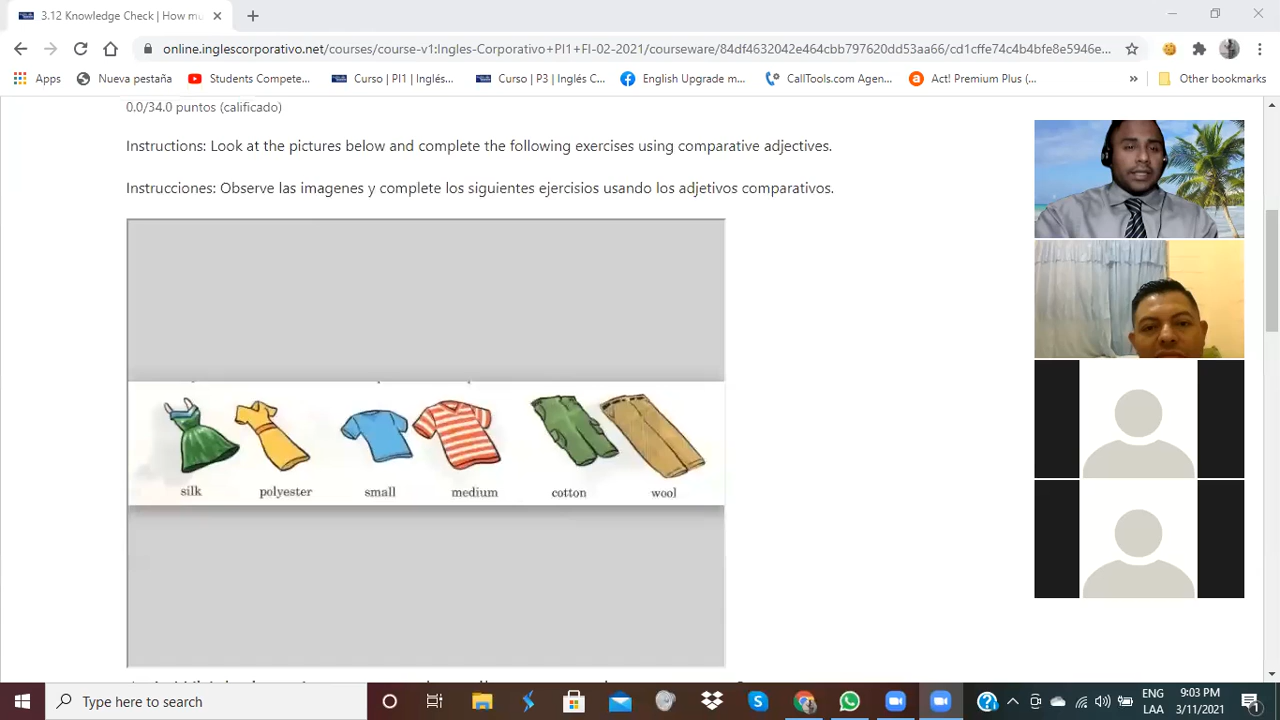 3.12 Knowledge Check | How mu
online.inglescorporativo.net/courses/course-v1:Ingles-Corporativo+PI1+FI-02-2021/courseware/84df4632042e464cbb797620dd53aa66/cd1cffe74c4b4bfe8e5946e...
Apps Nueva pestaña Students Compete... Curso | PI1 | Inglés... Curso | P3 | Inglés C... English Upgrade m... CallTools.com Agen... Act! Premium Plus (... » Other bookmarks
0.0/34.0 puntos (calificado)
Instructions: Look at the pictures below and complete the following exercises using comparative adjectives.
Instrucciones: Observe las imagenes y complete los siguientes ejercisios usando los adjetivos comparativos.
silk polyester small medium cotton wool
Type here to search
ENG 9:03 PM
LAA 3/11/2021